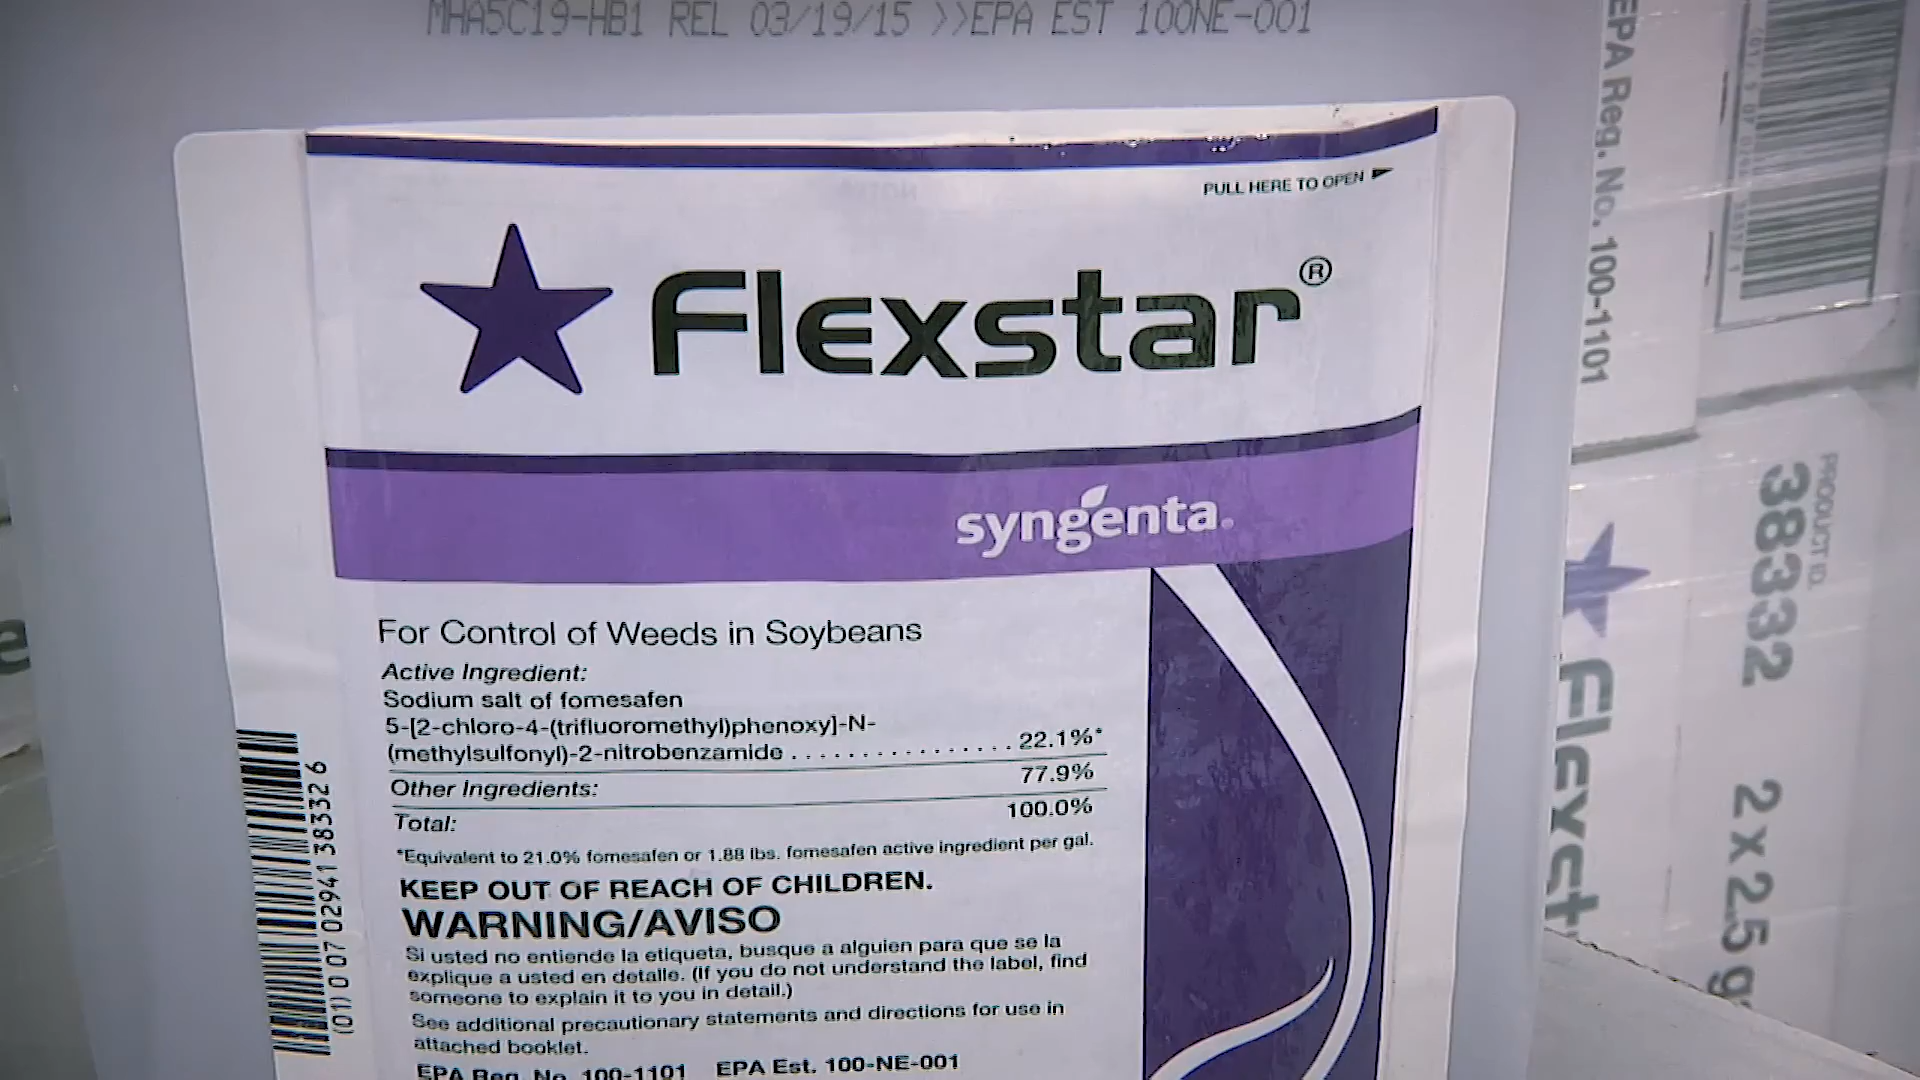 MHA5C19-HB1 REL 03/19/15 >>EPA EST 100NE-001
PULL HERE TO OPEN
Flexstar®
syngenta.
For Control of Weeds in Soybeans
Active Ingredient:
Sodium salt of fomesafen
5-[2-chloro-4-(trifluoromethyl)phenoxy]-N-
(methylsulfonyl)-2-nitrobenzamide . . . . . . . . . . . . . . . 22.1%*
Other Ingredients: 77.9%
Total: 100.0%
*Equivalent to 21.0% fomesafen or 1.88 lbs. fomesafen active ingredient per gal.
KEEP OUT OF REACH OF CHILDREN.
WARNING/AVISO
Si usted no entiende la etiqueta, busque a alguien para que se la
explique a usted en detalle. (If you do not understand the label, find
someone to explain it to you in detail.)
See additional precautionary statements and directions for use in
attached booklet.
EPA Reg. No. 100-1101 EPA Est. 100-NE-001
(01) 0 07 02941 38332 6
EPA Reg. No. 100-1101
PRODUCT ID.
38332
Flexst
2 x 2.5 g